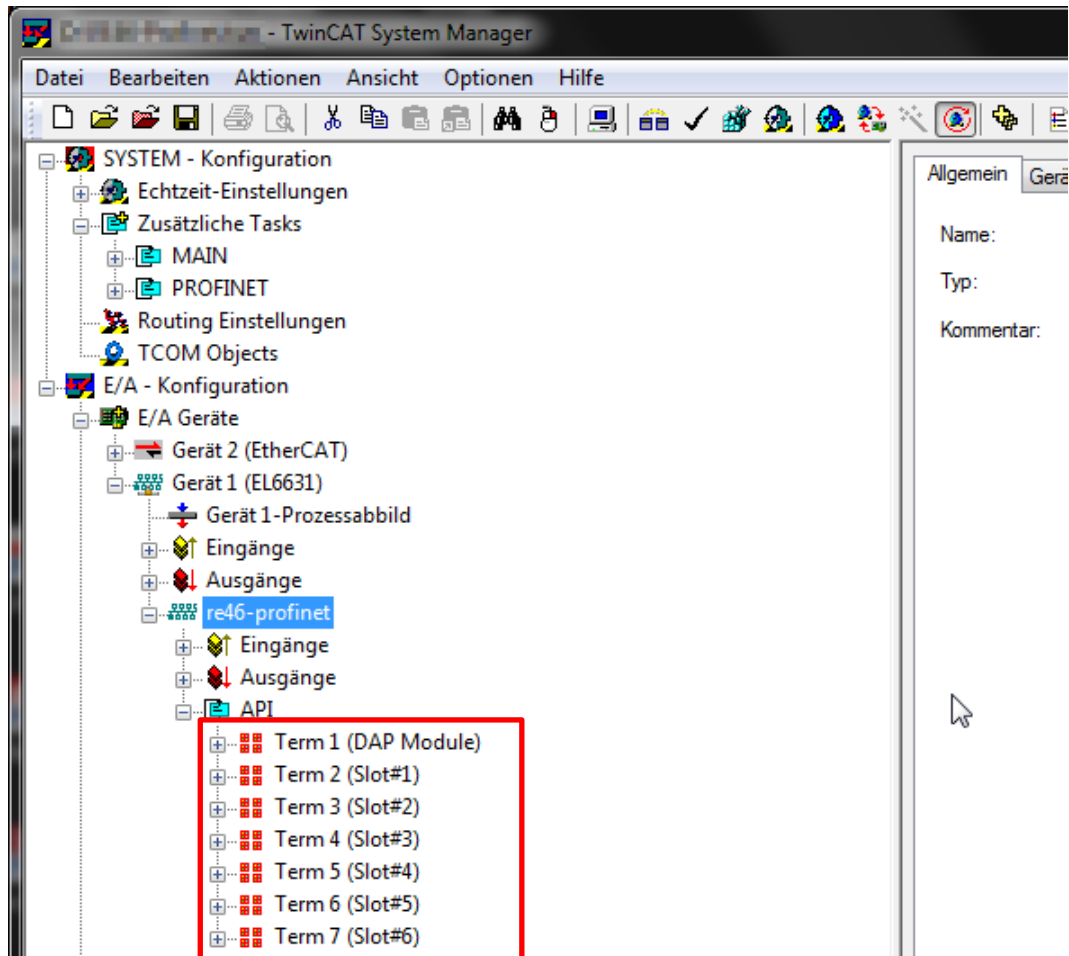 - TwinCAT System Manager
Datei Bearbeiten Aktionen Ansicht Optionen Hilfe
SYSTEM - Konfiguration
Allgemein
Echtzeit-Einstellungen
Zusätzliche Tasks
Name:
MAIN
PROFINET
Typ:
Routing Einstellungen
Kommentar:
TCOM Objects
E/A - Konfiguration
E/A Geräte
Gerät 2 (EtherCAT)
Gerät 1 (EL6631)
Gerät 1-Prozessabbild
Eingänge
Ausgänge
re46-profinet
Eingänge
Ausgänge
API
Term 1 (DAP Module)
Term 2 (Slot#1)
Term 3 (Slot#2)
Term 4 (Slot#3)
Term 5 (Slot#4)
Term 6 (Slot#5)
Term 7 (Slot#6)